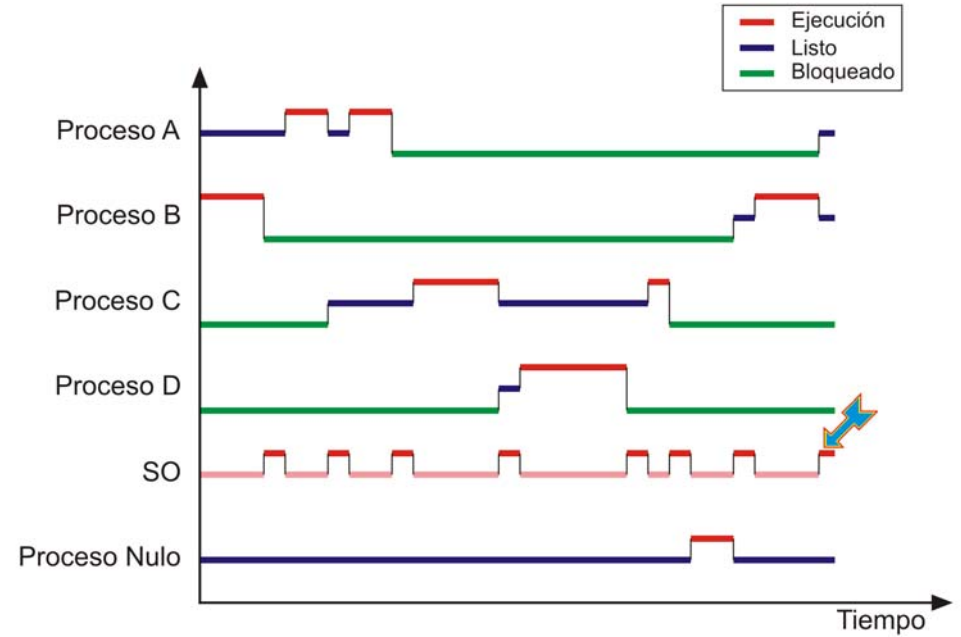 Ejecución
Listo
Bloqueado
Proceso A
Proceso B
Proceso C
Proceso D
SO
Proceso Nulo
Tiempo